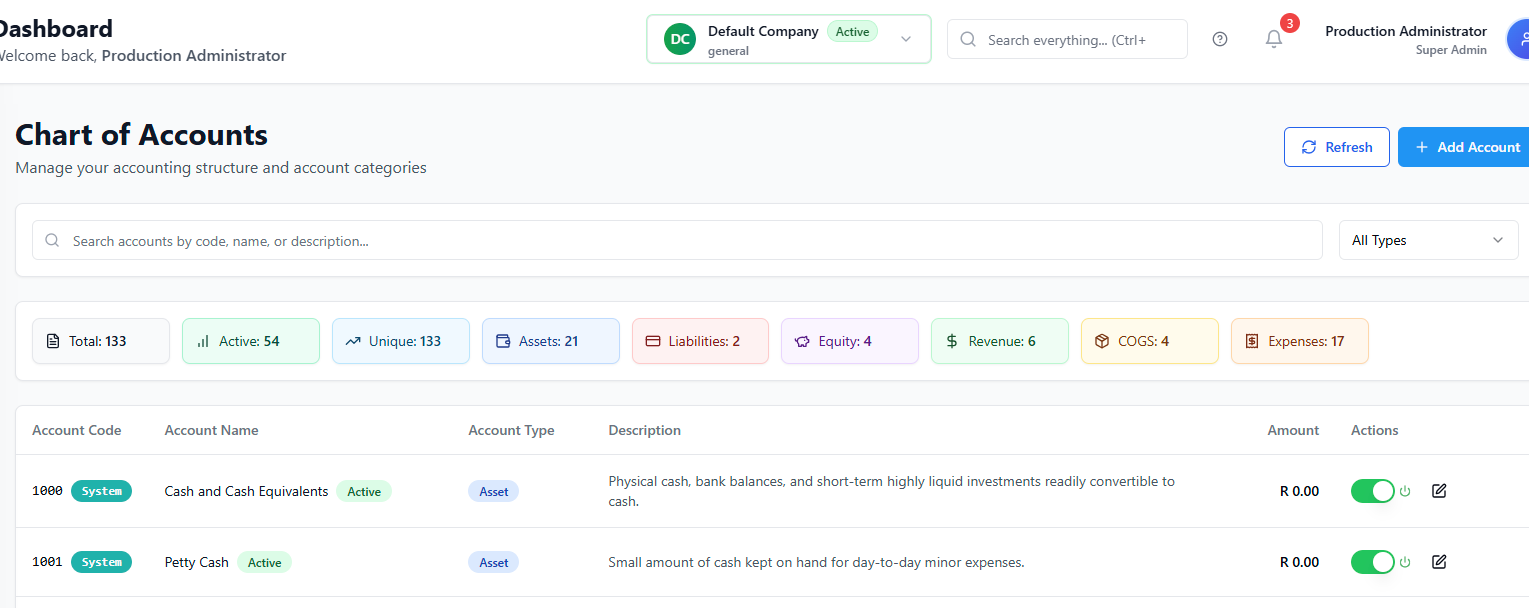 Dashboard
Welcome back, Production Administrator
DC
Default Company Active
general
Search everything... (Ctrl+
3
Production Administrator
Super Admin
Chart of Accounts
Manage your accounting structure and account categories
Refresh
Add Account
Search accounts by code, name, or description...
All Types
Total: 133
Active: 54
Unique: 133
Assets: 21
Liabilities: 2
Equity: 4
Revenue: 6
COGS: 4
Expenses: 17
Account Code Account Name Account Type Description Amount Actions
1000 System Cash and Cash Equivalents Active Asset Physical cash, bank balances, and short-term highly liquid investments readily convertible to
cash. R 0.00
1001 System Petty Cash Active Asset Small amount of cash kept on hand for day-to-day minor expenses. R 0.00